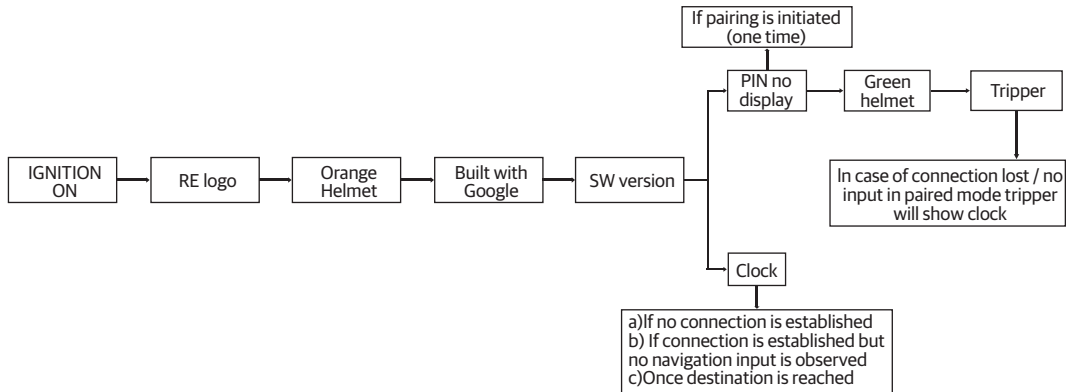 If pairing is initiated
(one time)
PIN no
display
Green
helmet
Tripper
IGNITION
ON
RE logo
Orange
Helmet
Built with
Google
SW version
In case of connection lost / no
input in paired mode tripper
will show clock
Clock
a)If no connection is established
b) If connection is established but
no navigation input is observed
c)Once destination is reached